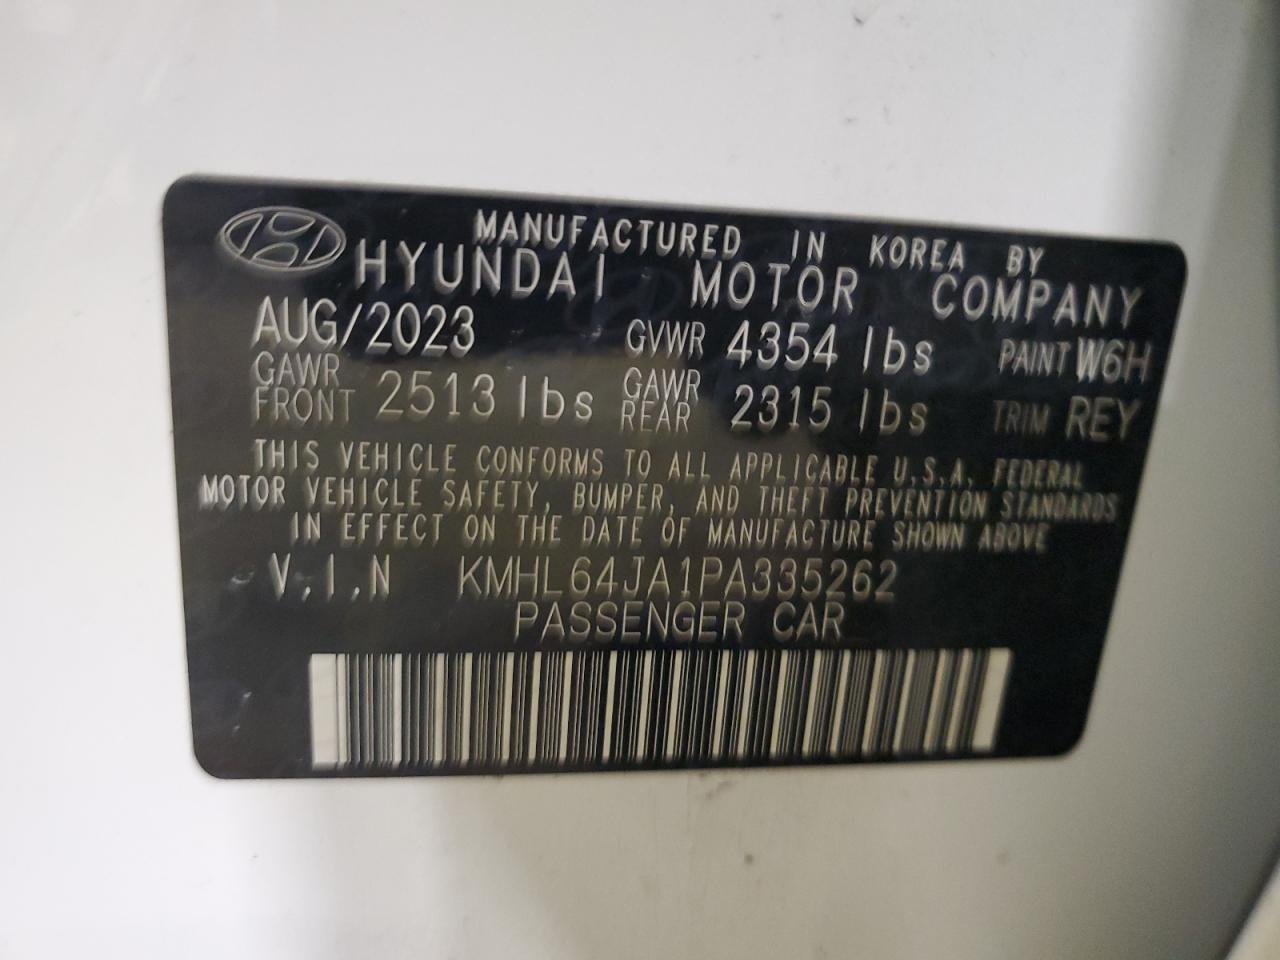 MANUFACTURED IN KOREA BY
HYUNDAI MOTOR COMPANY
AUG/2023 GVWR 4354 lbs PAINT W6H
GAWR FRONT 2513 lbs GAWR REAR 2315 lbs TRIM REY
THIS VEHICLE CONFORMS TO ALL APPLICABLE U.S.A. FEDERAL
MOTOR VEHICLE SAFETY, BUMPER, AND THEFT PREVENTION STANDARDS
IN EFFECT ON THE DATE OF MANUFACTURE SHOWN ABOVE
V.I.N KMHL64JA1PA335262
PASSENGER CAR